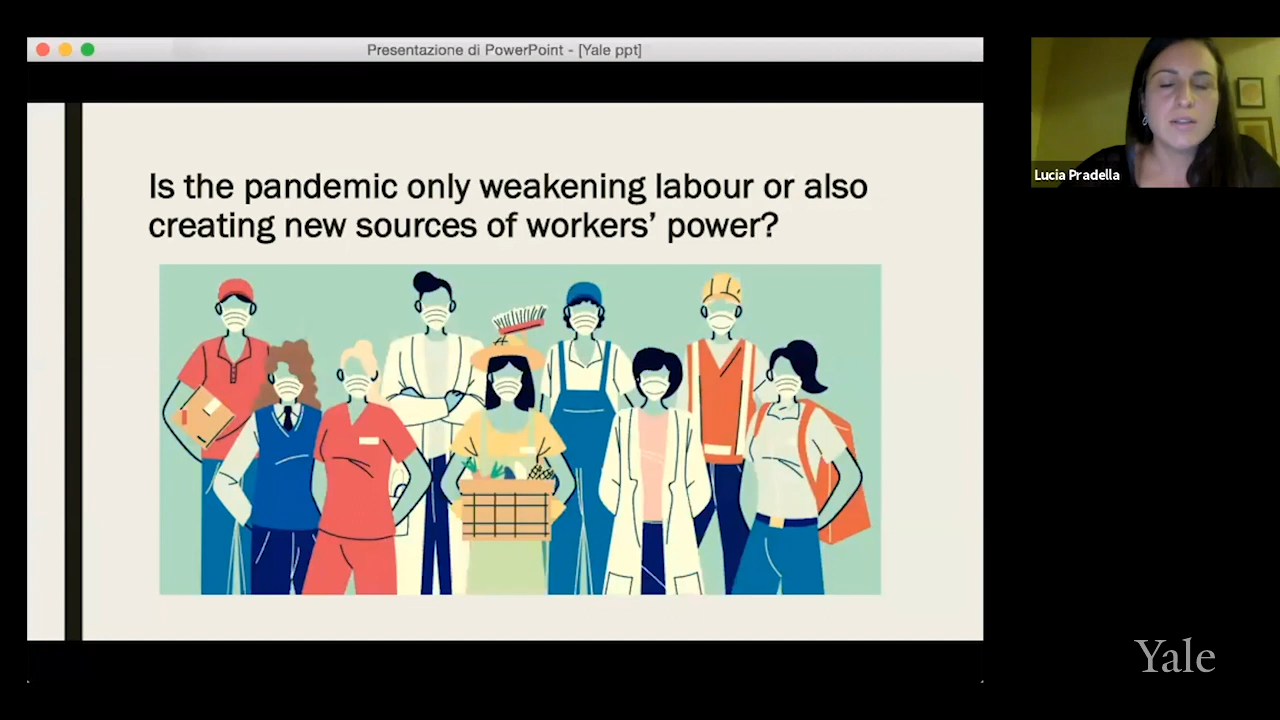 Presentazione di PowerPoint - [Yale ppt]
Is the pandemic only weakening labour or also
creating new sources of workers’ power?
Lucia Pradella
Yale